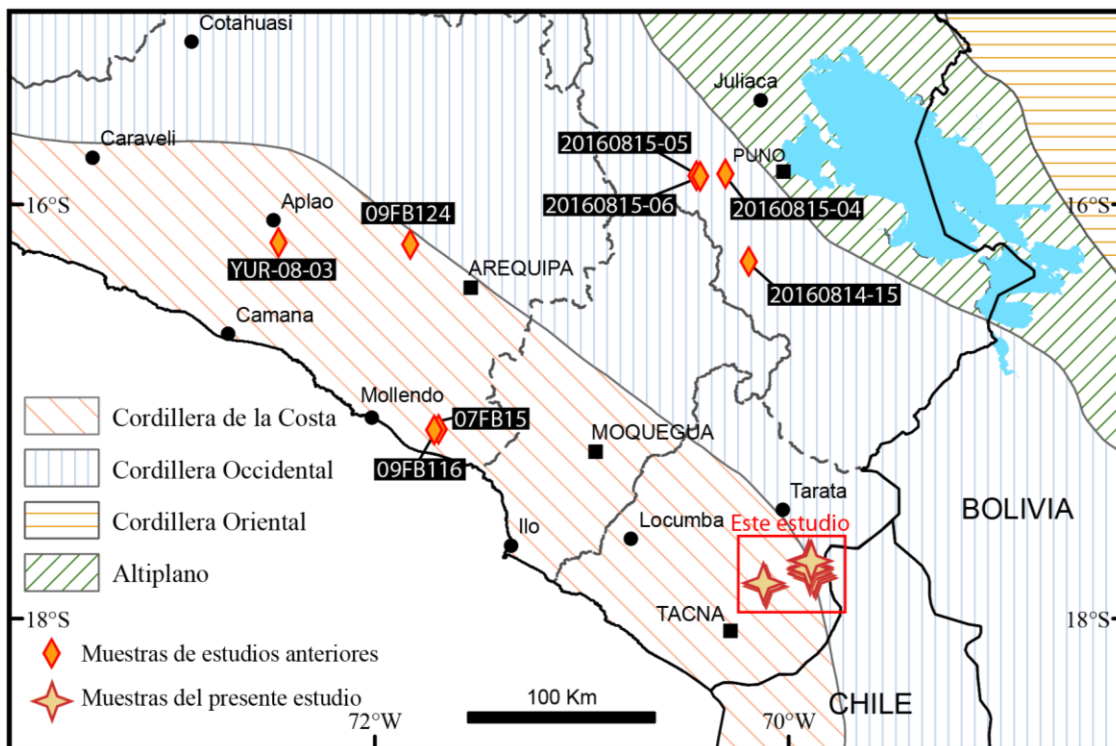 Cotahuasi
Juliaca
Caraveli
20160815-05
PUNO
20160815-06
20160815-04
16°S
16°S
Aplao
09FB124
YUR-08-03
AREQUIPA
20160814-15
Camana
Mollendo
07FB15
09FB116
MOQUEGUA
Cordillera de la Costa
Cordillera Occidental
Cordillera Oriental
Altiplano
Tarata
BOLIVIA
Ilo
Locumba
Este estudio
TACNA
18°S
18°S
Muestras de estudios anteriores
Muestras del presente estudio
100 Km
72°W
70°W
CHILE